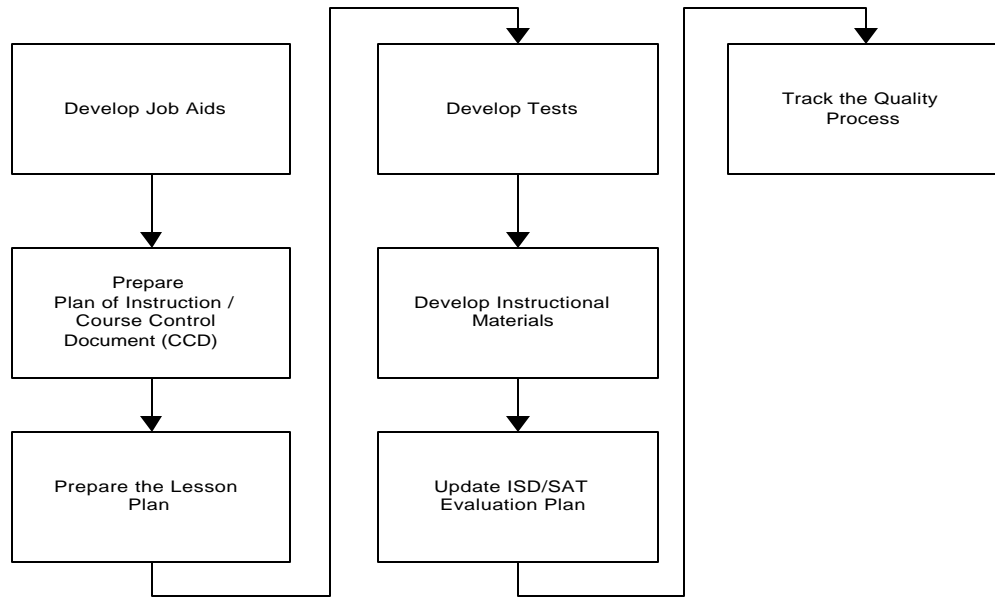 Develop Job Aids
Prepare
Plan of Instruction /
Course Control
Document (CCD)
Prepare the Lesson
Plan
Develop Tests
Develop Instructional
Materials
Update ISD/SAT
Evaluation Plan
Track the Quality
Process